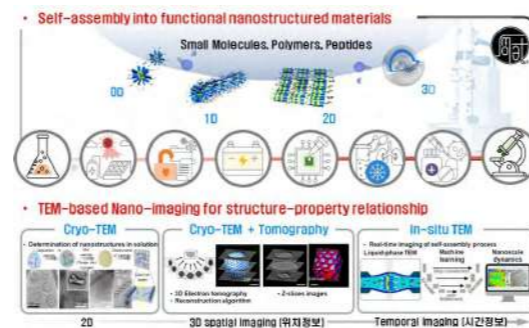 • Self-assembly into functional nanostructured materials
Small Molecules, Polymers, Peptides
0D
1D
2D
3D
• TEM-based Nano-imaging for structure-property relationship
Cryo-TEM
Cryo-TEM + Tomography
In-situ TEM
• Determination of nanostructures in solution
• 3D Electron tomography
• Reconstruction algorithm
• Z-slices images
• Real-time imaging of self-assembly process
Liquid-phase TEM
Machine
training
Nanoscale
Dynamics
2D
3D spatial imaging (위치정보)
Temporal imaging (시간정보)